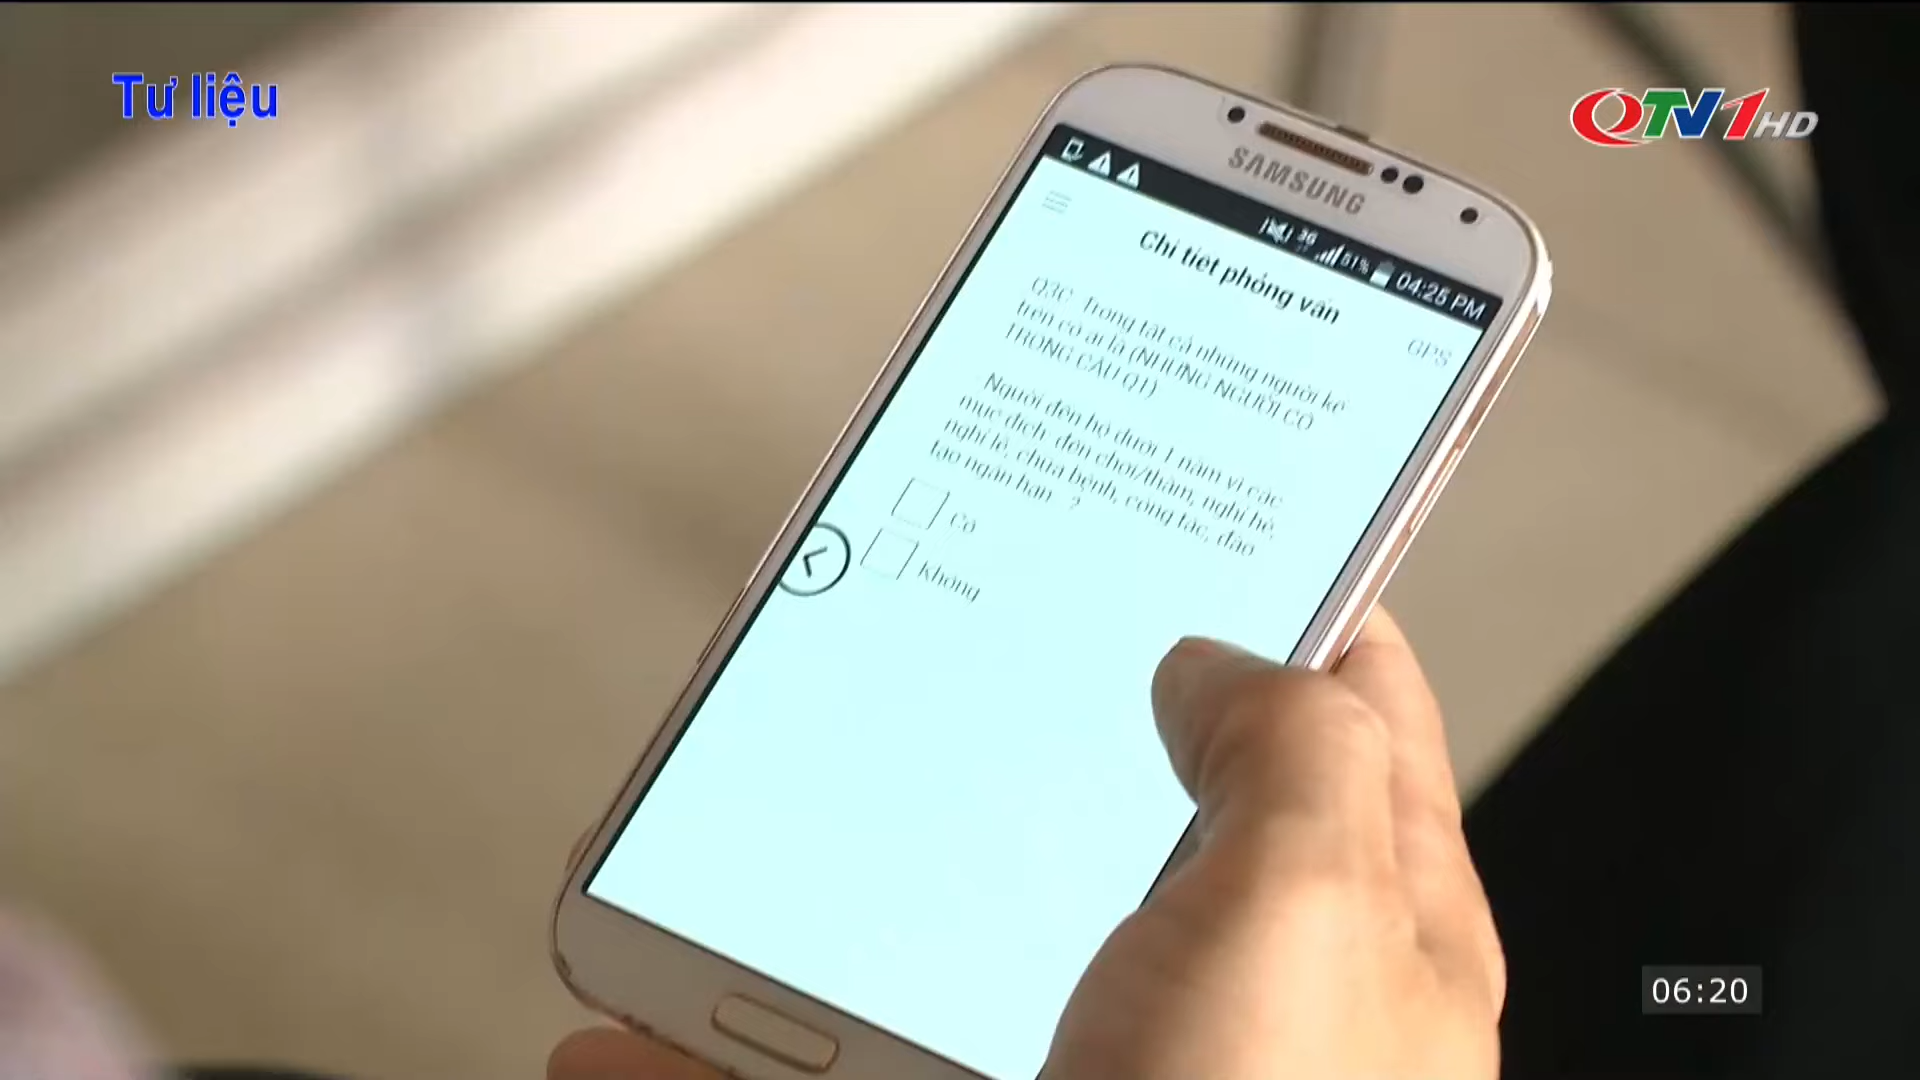 Tư liệu
QTV1HD
SAMSUNG
3G 51% 04:25 PM
Chi tiết phỏng vấn
GPS
Q3C. Trong tất cả những người kể
trên có ai là (NHỮNG NGƯỜI CÓ
TRONG CÂU Q1)
Người đến hộ dưới 1 năm vì các
mục đích: đến chơi/thăm, nghỉ hè,
nghỉ lễ, chữa bệnh, công tác, đào
tạo ngắn hạn...?
Có
Không
06:20